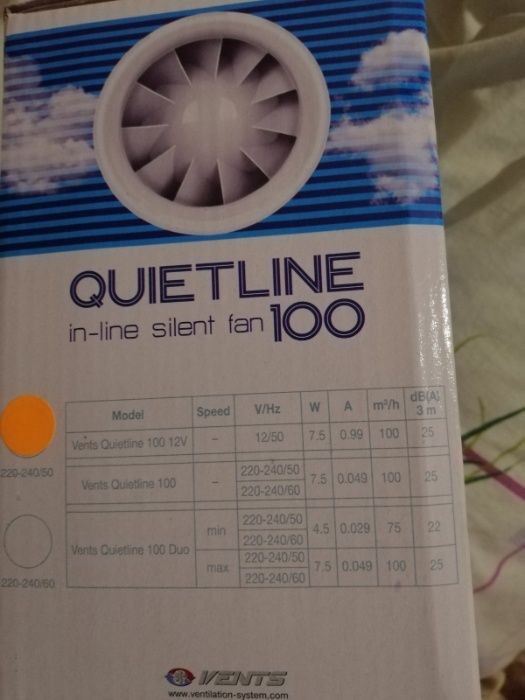 QUIETLINE
in-line silent fan 100
Model Speed V/Hz W A m³/h dB(A) 3 m
Vents Quietline 100 12V – 12/50 7.5 0.99 100 25
220-240/50
Vents Quietline 100 – 220-240/50 7.5 0.049 100 25
220-240/60
Vents Quietline 100 Duo min 220-240/50 4.5 0.029 75 22
220-240/60
max 220-240/50 7.5 0.049 100 25
220-240/60
220-240/60
VENTS
www.ventilation-system.com